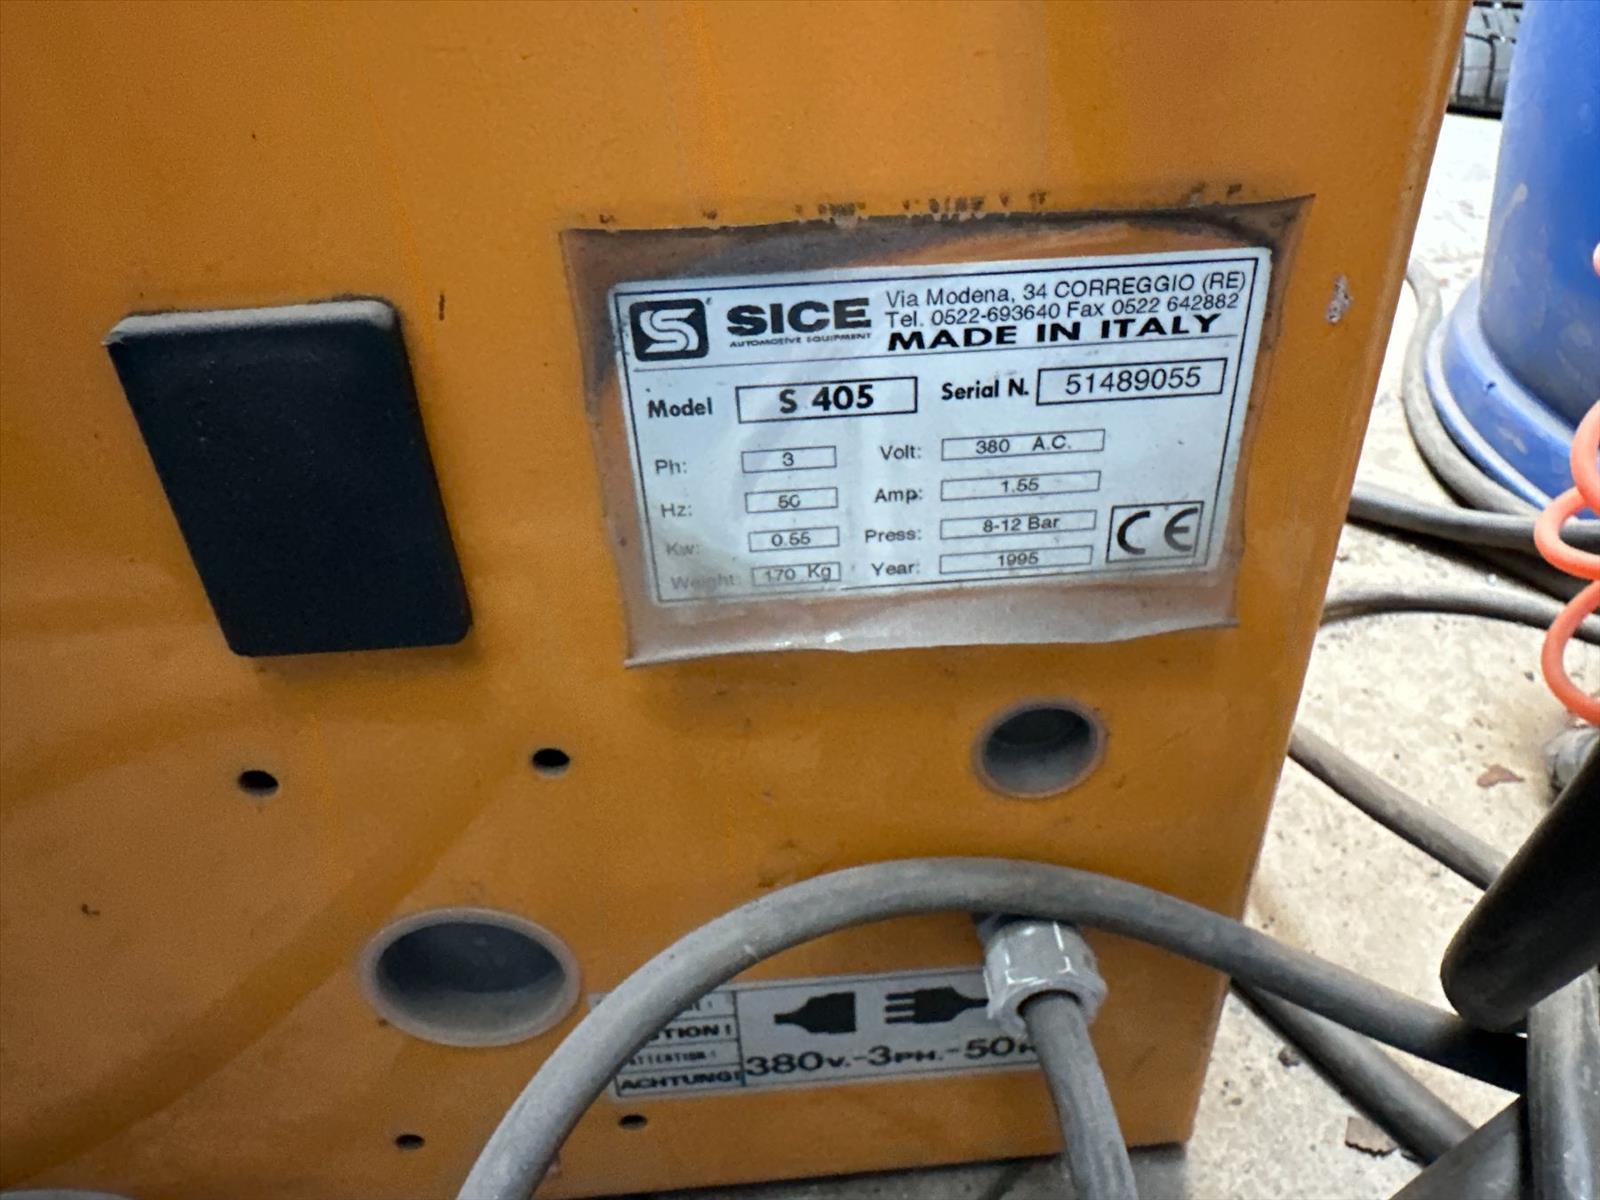 S SICE
AUTOMOTIVE EQUIPMENT
Via Modena, 34 CORREGGIO (RE)
Tel. 0522-693640 Fax 0522 642882
MADE IN ITALY
Model S 405 Serial N. 51489055
Ph: 3 Volt: 380 A.C.
Hz: 50 Amp: 1.55
Kw: 0.55 Press: 8-12 Bar
Weight: 170 Kg Year: 1995
CE
TION!
ATTENTION!
ACHTUNG!
380V.-3PH.-50H